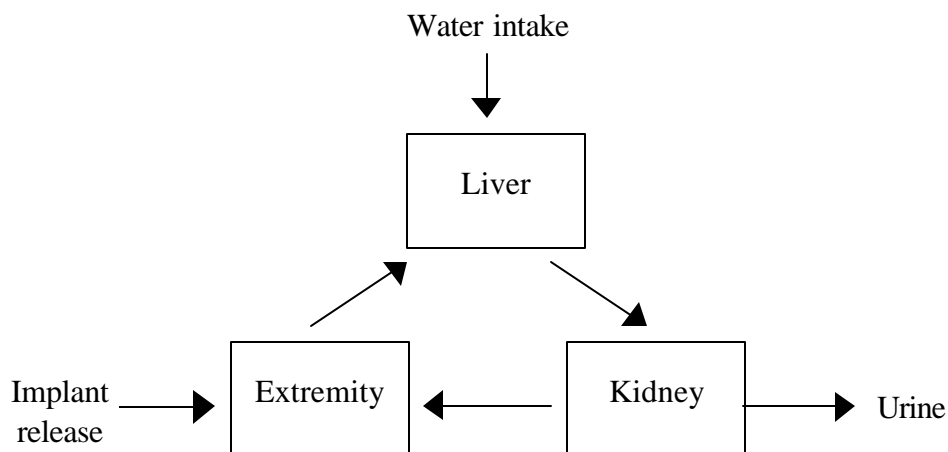 Water intake
Liver
Implant
release
Extremity
Kidney
Urine